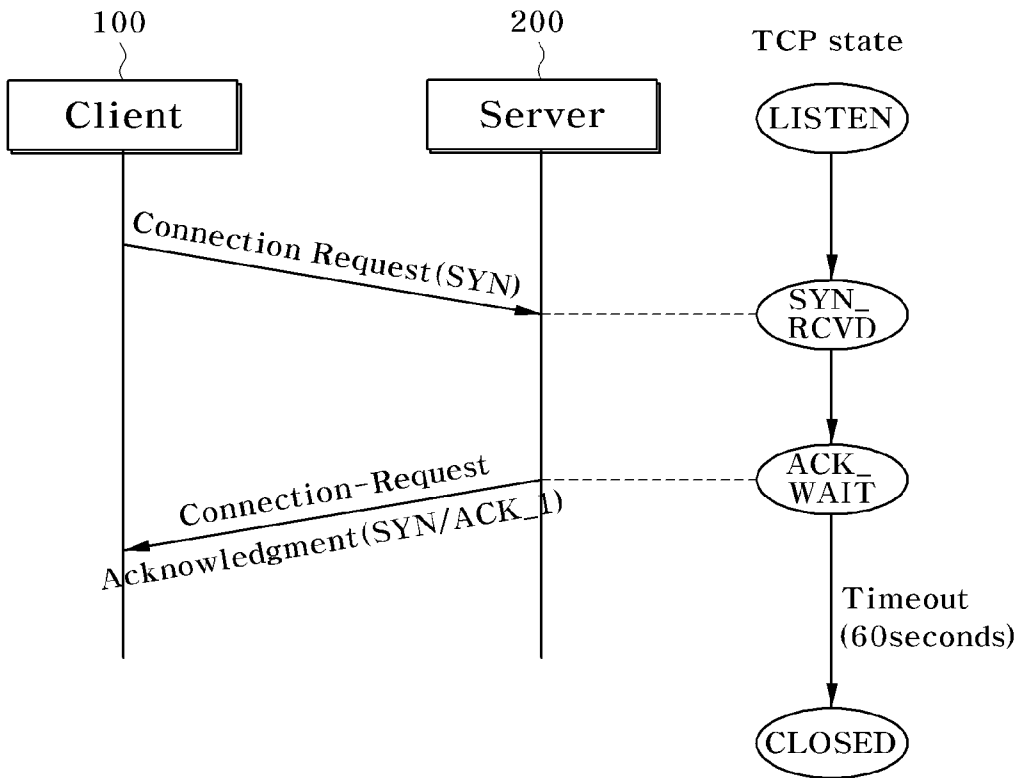 100
200
TCP state
Client
Server
LISTEN
Connection Request(SYN)
SYN_
RCVD
Connection-Request
Acknowledgment(SYN/ACK_1)
ACK_
WAIT
Timeout
(60seconds)
CLOSED